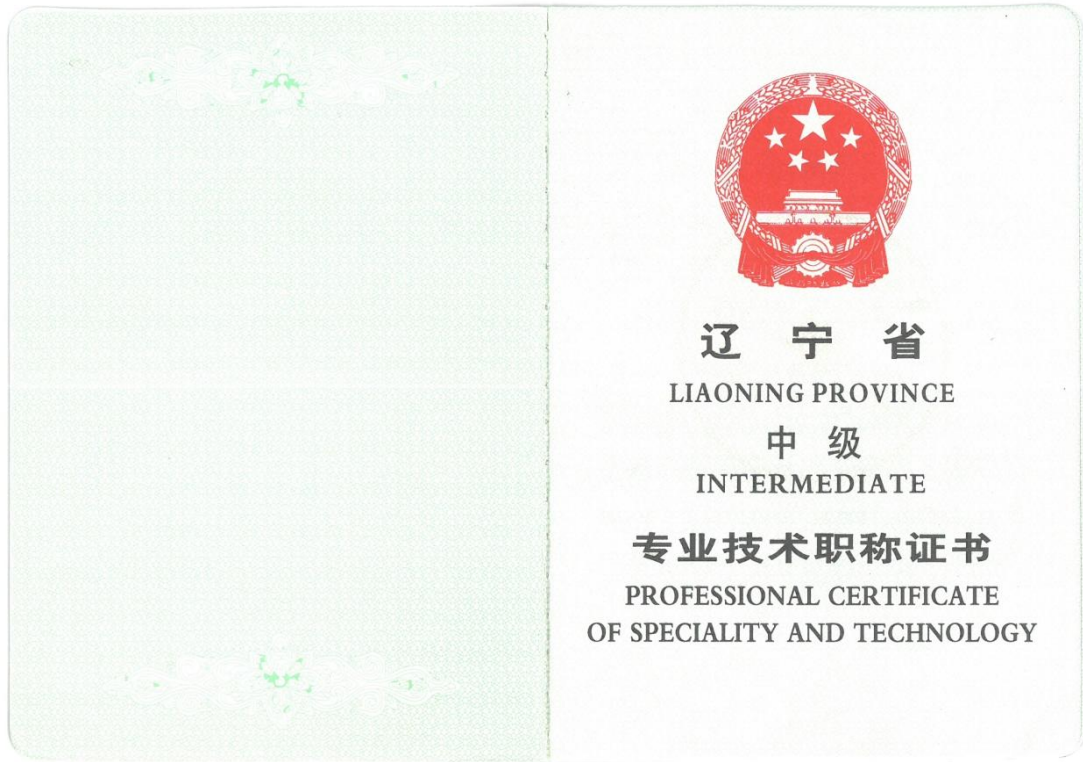 辽宁省
LIAONING PROVINCE
中级
INTERMEDIATE
专业技术职称证书
PROFESSIONAL CERTIFICATE
OF SPECIALITY AND TECHNOLOGY